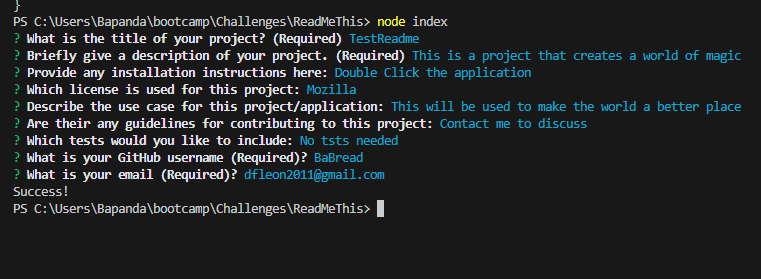 }
PS C:\Users\Bapanda\bootcamp\Challenges\ReadMeThis> node index
? What is the title of your project? (Required) TestReadme
? Briefly give a description of your project. (Required) This is a project that creates a world of magic
? Provide any installation instructions here: Double Click the application
? Which license is used for this project: Mozilla
? Describe the use case for this project/application: This will be used to make the world a better place
? Are their any guidelines for contributing to this project: Contact me to discuss
? Which tests would you like to include: No tsts needed
? What is your GitHub username (Required)? BaBread
? What is your email (Required)? dfleon2011@gmail.com
Success!
PS C:\Users\Bapanda\bootcamp\Challenges\ReadMeThis>